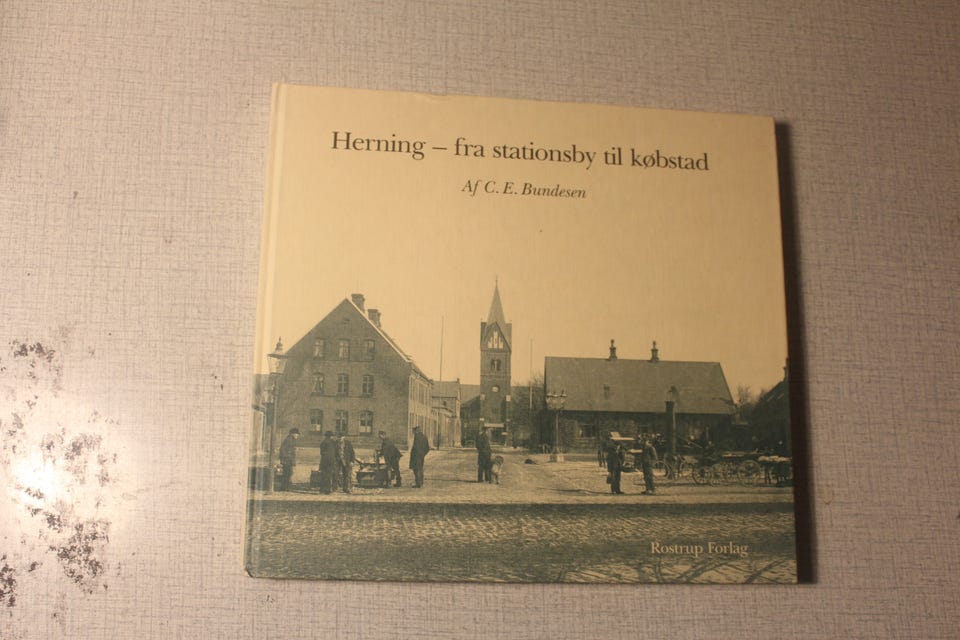 Herning – fra stationsby til købstad
Af C. E. Bundesen
Rostrup Forlag